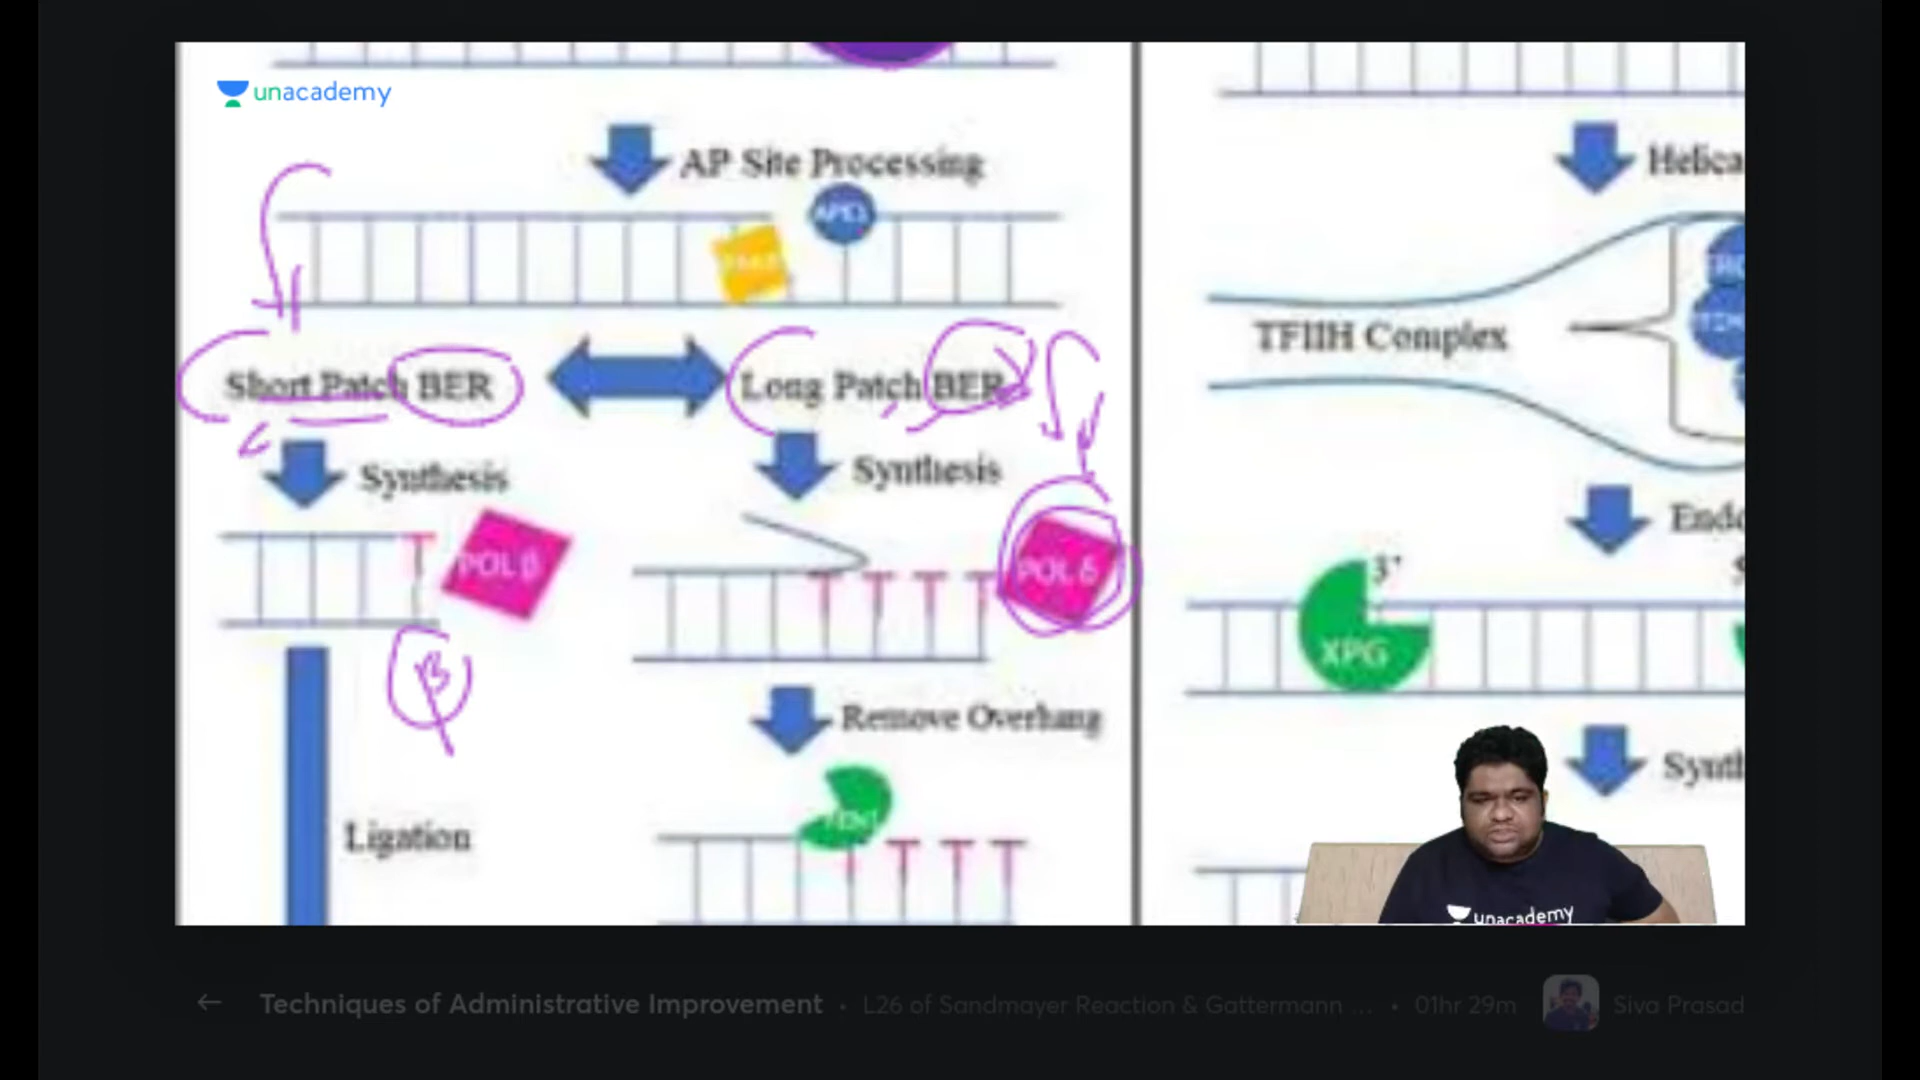 unacademy
AP Site Processing
Helica
APE1
TFIIH Complex
Short Patch BER
Long Patch BER
Synthesis
Synthesis
Endo
POL β
POL δ
3'
XPG
β
Remove Overhang
Synth
FEN1
Ligation
unacademy
Techniques of Administrative Improvement • L26 of Sandmayer Reaction & Gattermann ... • 01hr 29m
Siva Prasad